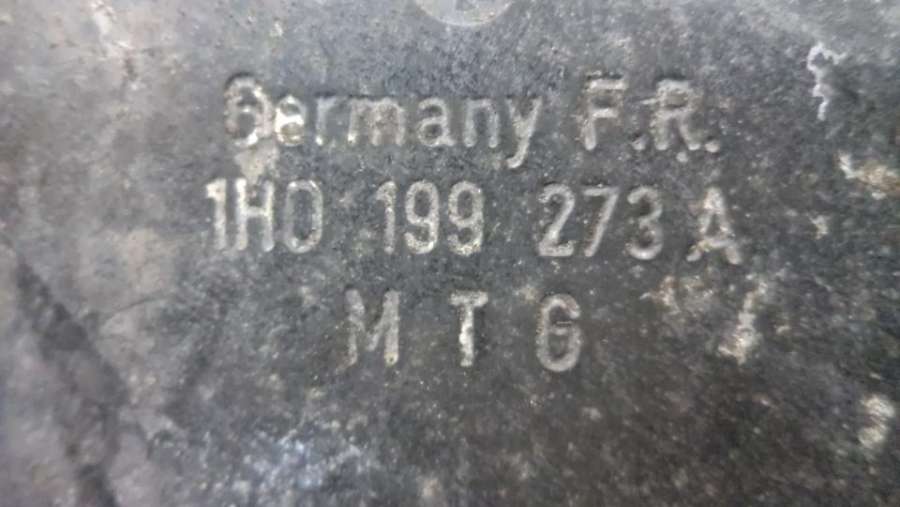 Germany F.R.
1H0 199 273 A
M T G